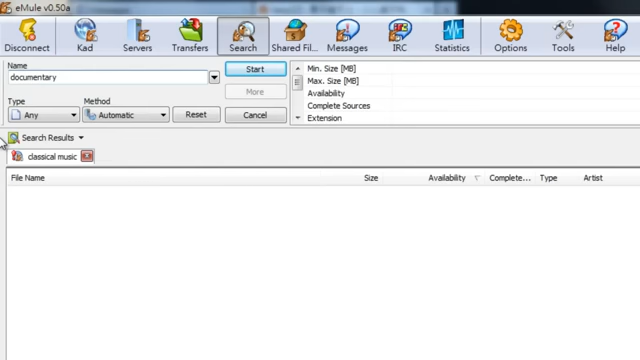 eMule v0.50a
Disconnect Kad Servers Transfers Search Shared Fil... Messages IRC Statistics Options Tools Help
Name
documentary
Start
More
Cancel
Type Method
Any Automatic Reset
Min. Size [MB]
Max. Size [MB]
Availability
Complete Sources
Extension
Search Results
classical music
File Name Size Availability Complete... Type Artist